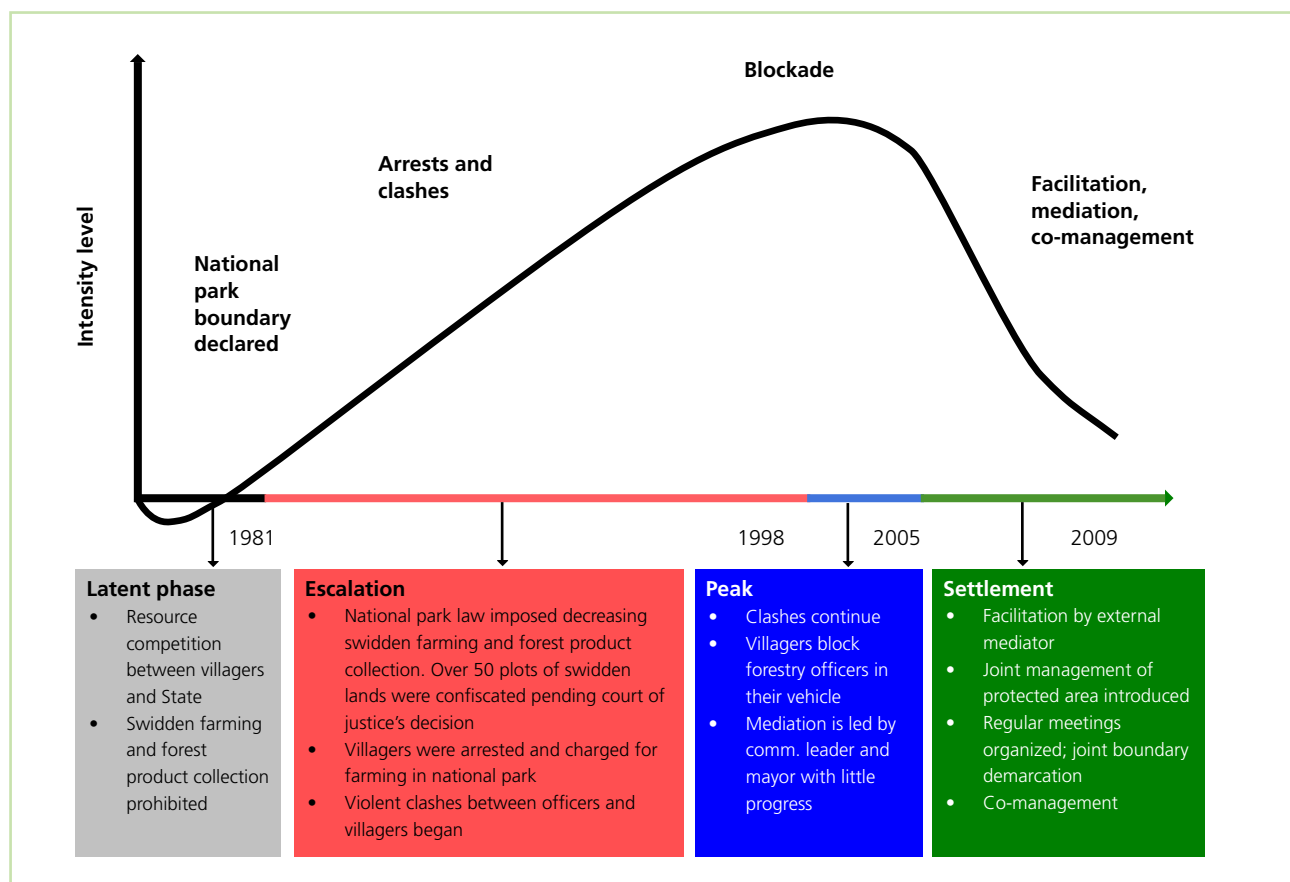 Blockade
Arrests and
clashes
Facilitation,
mediation,
co-management
National
park
boundary
declared
Intensity level
1981
1998
2005
2009
Latent phase
• Resource
competition
between villagers
and State
• Swidden farming
and forest
product collection
prohibited
Escalation
• National park law imposed decreasing
swidden farming and forest product
collection. Over 50 plots of swidden
lands were confiscated pending court of
justice's decision
• Villagers were arrested and charged for
farming in national park
• Violent clashes between officers and
villagers began
Peak
• Clashes continue
• Villagers block
forestry officers in
their vehicle
• Mediation is led by
comm. leader and
mayor with little
progress
Settlement
• Facilitation by external
mediator
• Joint management of
protected area introduced
• Regular meetings
organized; joint boundary
demarcation
• Co-management